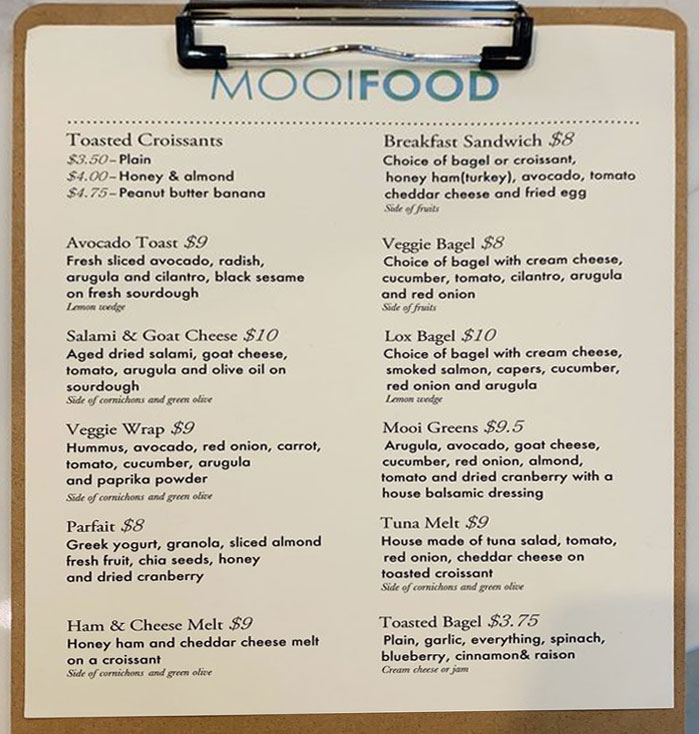 MOOIFOOD
Toasted Croissants
$3.50–Plain
$4.00–Honey & almond
$4.75–Peanut butter banana
Avocado Toast $9
Fresh sliced avocado, radish,
arugula and cilantro, black sesame
on fresh sourdough
Lemon wedge
Salami & Goat Cheese $10
Aged dried salami, goat cheese,
tomato, arugula and olive oil on
sourdough
Side of cornichons and green olive
Veggie Wrap $9
Hummus, avocado, red onion, carrot,
tomato, cucumber, arugula
and paprika powder
Side of cornichons and green olive
Parfait $8
Greek yogurt, granola, sliced almond
fresh fruit, chia seeds, honey
and dried cranberry
Ham & Cheese Melt $9
Honey ham and cheddar cheese melt
on a croissant
Side of cornichons and green olive
Breakfast Sandwich $8
Choice of bagel or croissant,
honey ham(turkey), avocado, tomato
cheddar cheese and fried egg
Side of fruits
Veggie Bagel $8
Choice of bagel with cream cheese,
cucumber, tomato, cilantro, arugula
and red onion
Side of fruits
Lox Bagel $10
Choice of bagel with cream cheese,
smoked salmon, capers, cucumber,
red onion and arugula
Lemon wedge
Mooi Greens $9.5
Arugula, avocado, goat cheese,
cucumber, red onion, almond,
tomato and dried cranberry with a
house balsamic dressing
Tuna Melt $9
House made of tuna salad, tomato,
red onion, cheddar cheese on
toasted croissant
Side of cornichons and green olive
Toasted Bagel $3.75
Plain, garlic, everything, spinach,
blueberry, cinnamon& raison
Cream cheese or jam